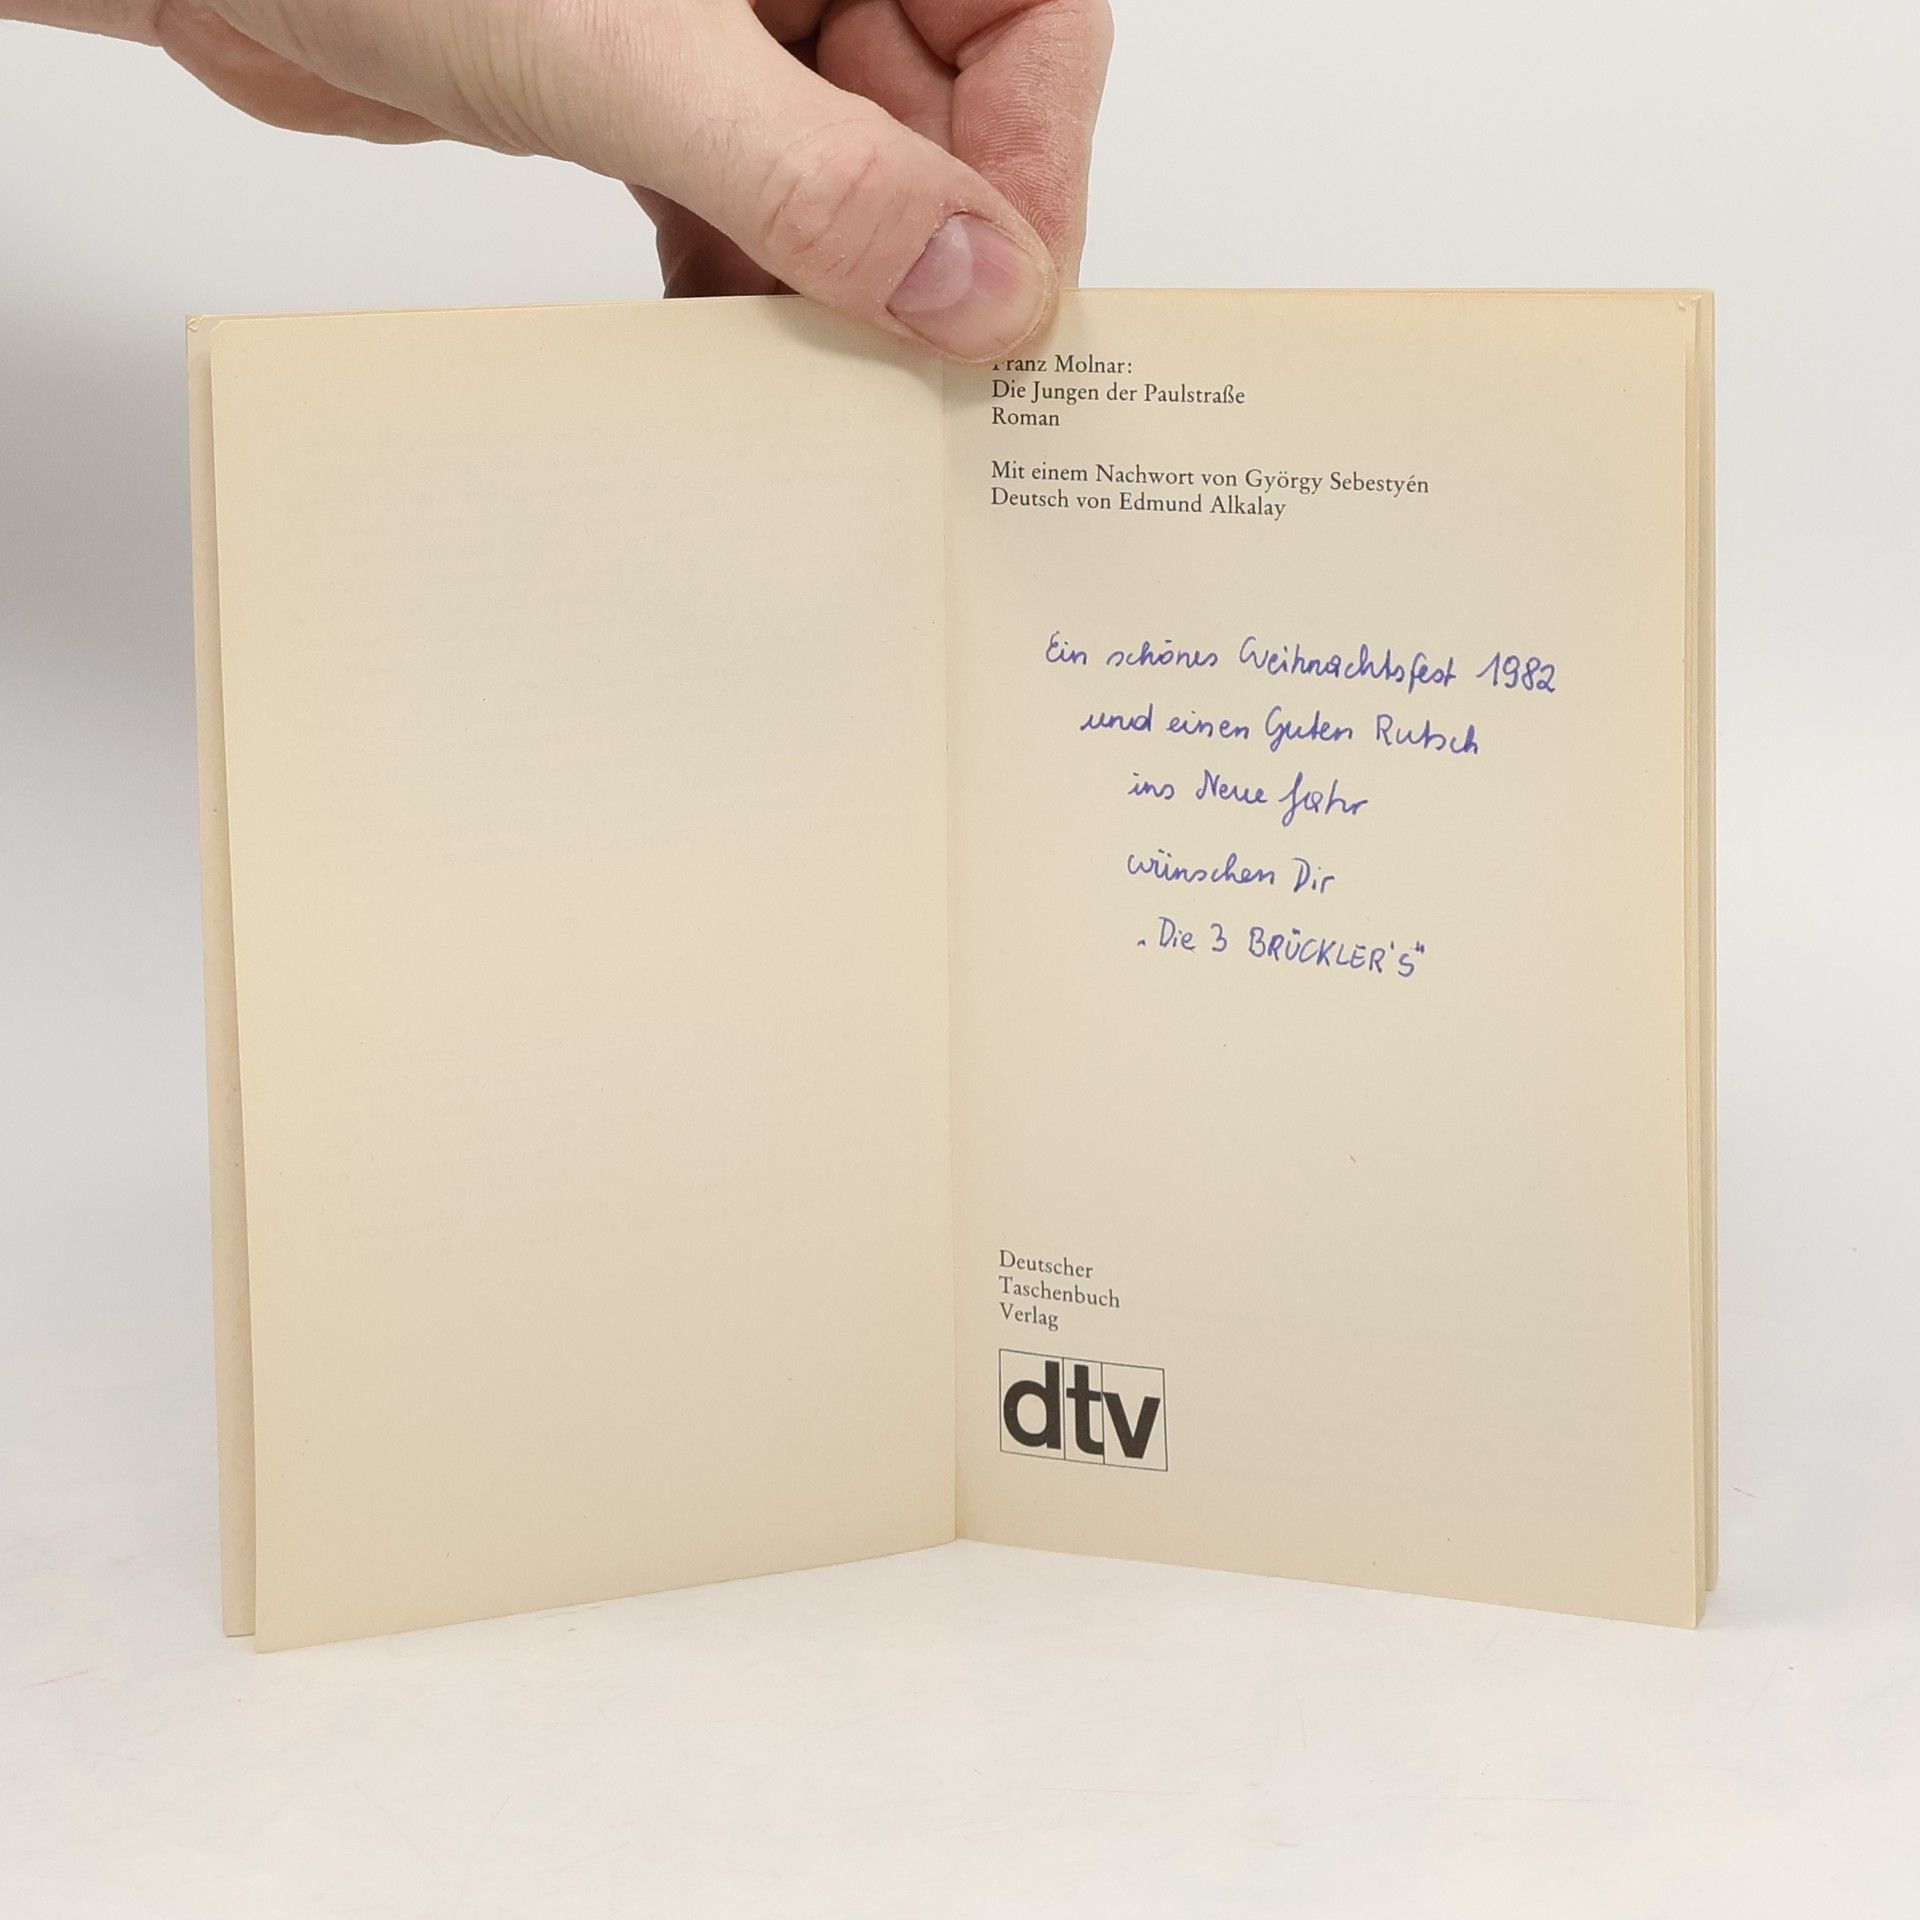 Franz Molnar:
Die Jungen der Paulstraße
Roman
Mit einem Nachwort von György Sebestyén
Deutsch von Edmund Alkalay
Ein schönes Weihnachtsfest 1982
und einen Guten Rutsch
ins Neue Jahr
wünschen Dir
„Die 3 BRÜCKLER'S"
Deutscher
Taschenbuch
Verlag
dtv